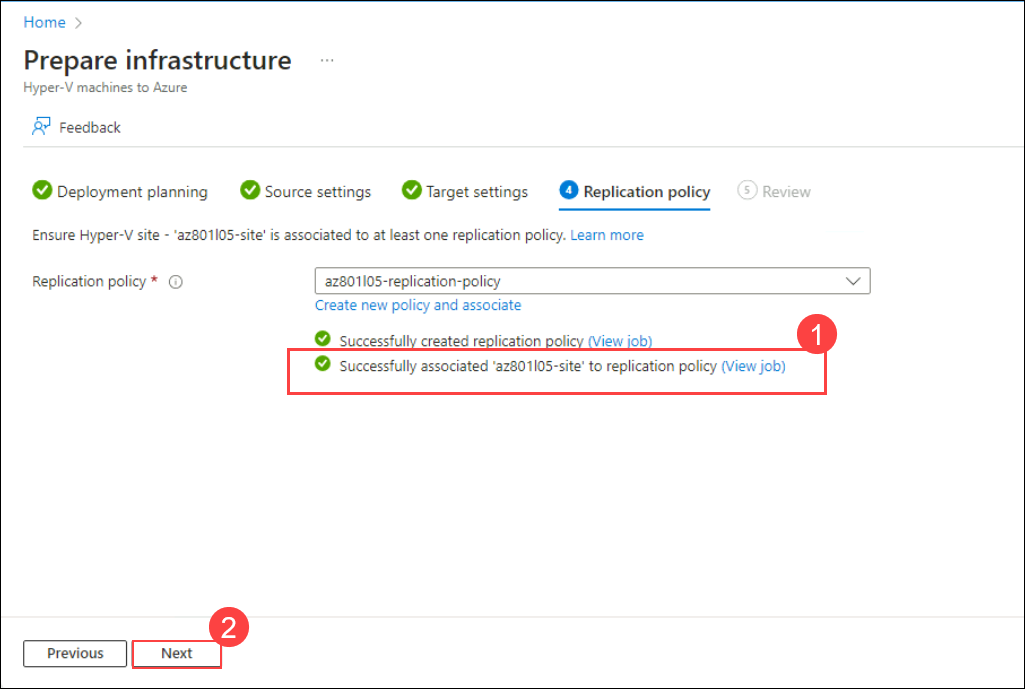 Home >
Prepare infrastructure ...
Hyper-V machines to Azure
Feedback
Deployment planning Source settings Target settings 4 Replication policy 5 Review
Ensure Hyper-V site - 'az801l05-site' is associated to at least one replication policy. Learn more
Replication policy * az801l05-replication-policy
Create new policy and associate
Successfully created replication policy (View job)
1
Successfully associated 'az801l05-site' to replication policy (View job)
2
Previous Next